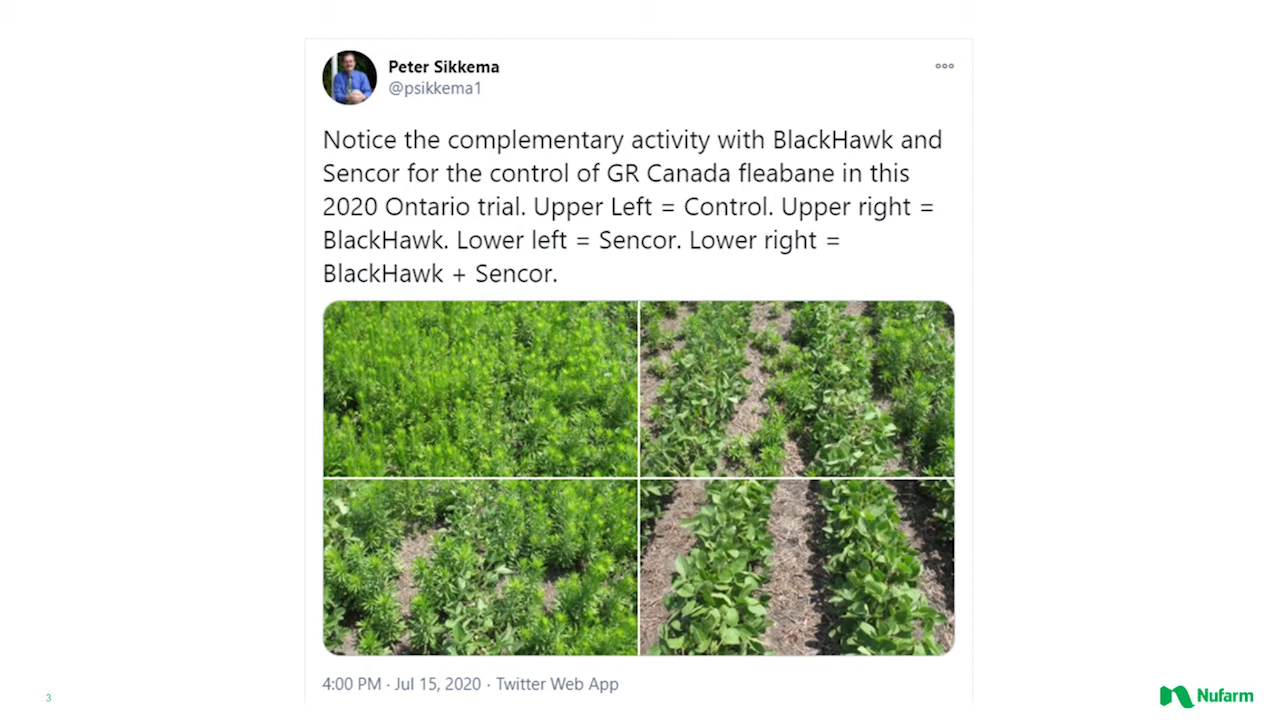 Peter Sikkema
@psikkema1
Notice the complementary activity with BlackHawk and
Sencor for the control of GR Canada fleabane in this
2020 Ontario trial. Upper Left = Control. Upper right =
BlackHawk. Lower left = Sencor. Lower right =
BlackHawk + Sencor.
4:00 PM · Jul 15, 2020 · Twitter Web App
3
Nufarm